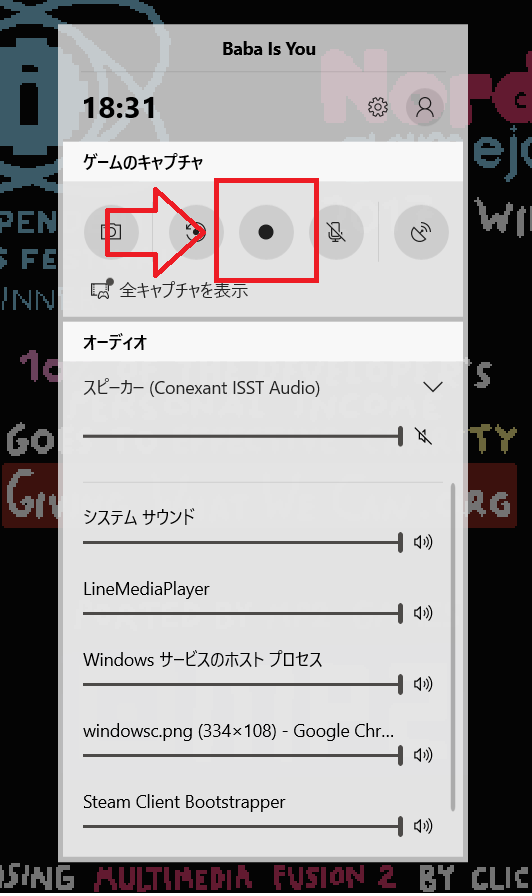 Baba Is You
18:31
ゲームのキャプチャ
全キャプチャを表示
オーディオ
スピーカー (Conexant ISST Audio)
システム サウンド
LineMediaPlayer
Windows サービスのホスト プロセス
windowsc.png (334×108) - Google Chr...
Steam Client Bootstrapper
MULTIMEDIA FUSION 2 BY CLIC